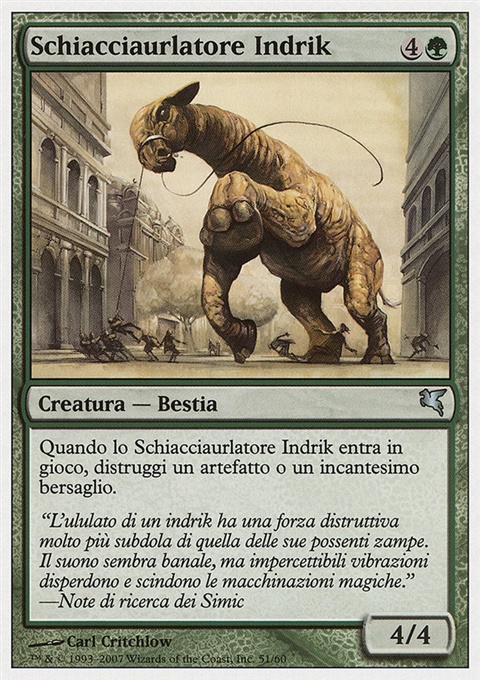 Schiacciaurlatore Indrik 4
Creatura — Bestia
Quando lo Schiacciaurlatore Indrik entra in
gioco, distruggi un artefatto o un incantesimo
bersaglio.
“L’ululato di un indrik ha una forza distruttiva
molto più subdola di quella delle sue possenti zampe.
Il suono sembra banale, ma impercettibili vibrazioni
disperdono e scindono le macchinazioni magiche.”
—Note di ricerca dei Simic
Carl Critchlow
4/4
™ & © 1993–2007 Wizards of the Coast, Inc. 51/60